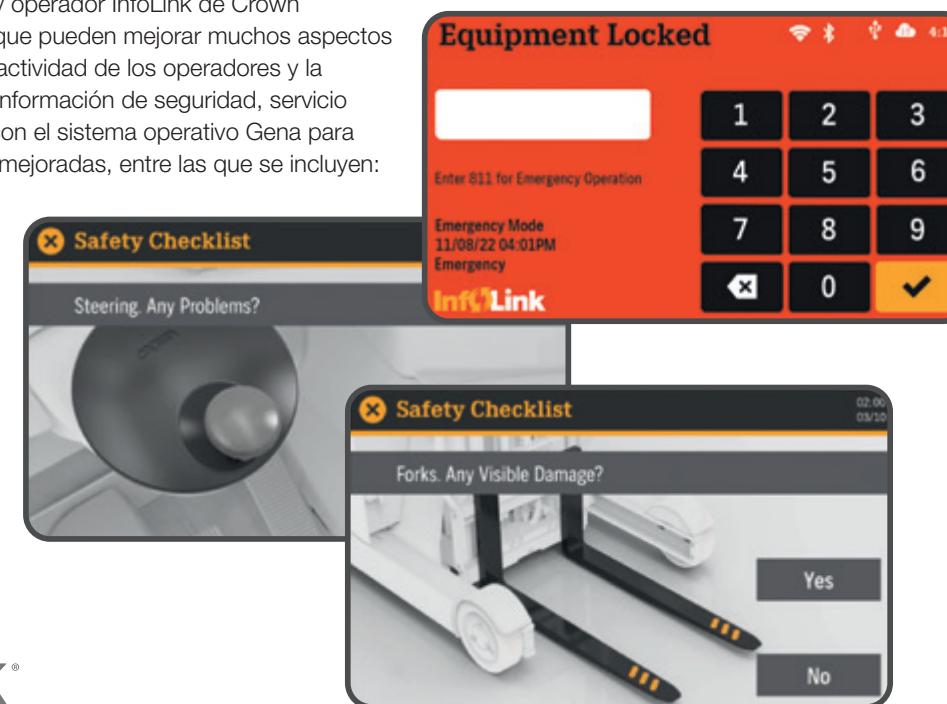 y operador InfoLink de Crown
que pueden mejorar muchos aspectos
actividad de los operadores y la
nformación de seguridad, servicio
on el sistema operativo Gena para
mejoradas, entre las que se incluyen:
Equipment Locked
4:1
1 2 3
4 5 6
7 8 9
0
Enter 811 for Emergency Operation
Emergency Mode
11/08/22 04:01PM
Emergency
InfoLink
Safety Checklist
Steering. Any Problems?
CROWN
Safety Checklist
02:00
03/10
Forks. Any Visible Damage?
Yes
No
®